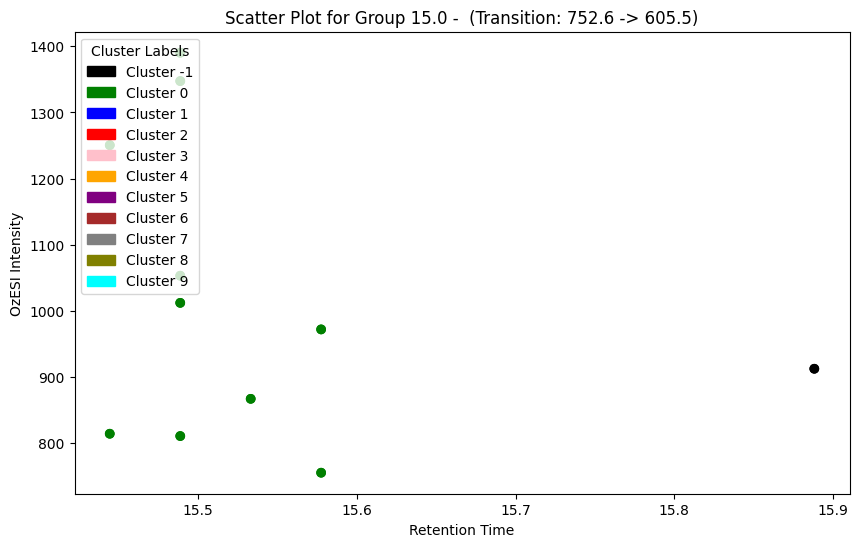 Scatter Plot for Group 15.0 -  (Transition: 752.6 -> 605.5)
1400
1300
1200
1100
1000
900
800
OzESI Intensity
Cluster Labels
Cluster -1
Cluster 0
Cluster 1
Cluster 2
Cluster 3
Cluster 4
Cluster 5
Cluster 6
Cluster 7
Cluster 8
Cluster 9
15.5 15.6 15.7 15.8 15.9
Retention Time